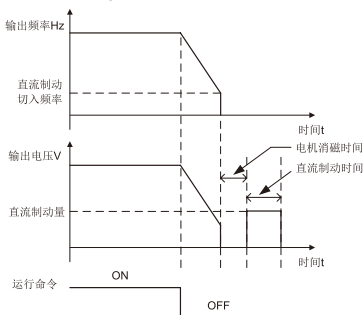 输出频率Hz
直流制动
切入频率
时间t
电机消磁时间
输出电压V
直流制动时间
直流制动量
时间t
ON
运行命令
OFF